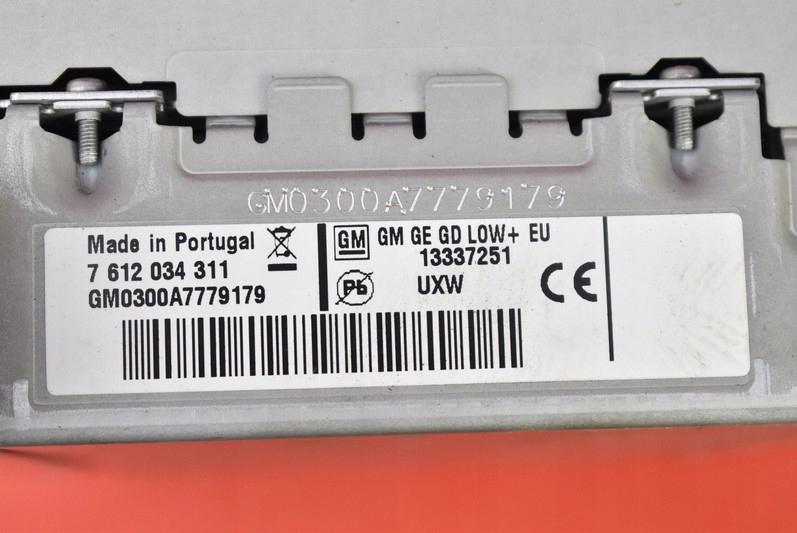 GM0300A7779179
Made in Portugal
7 612 034 311
GM0300A7779179
GM
GM GE GD LOW+ EU
13337251
Pb
UXW
CE